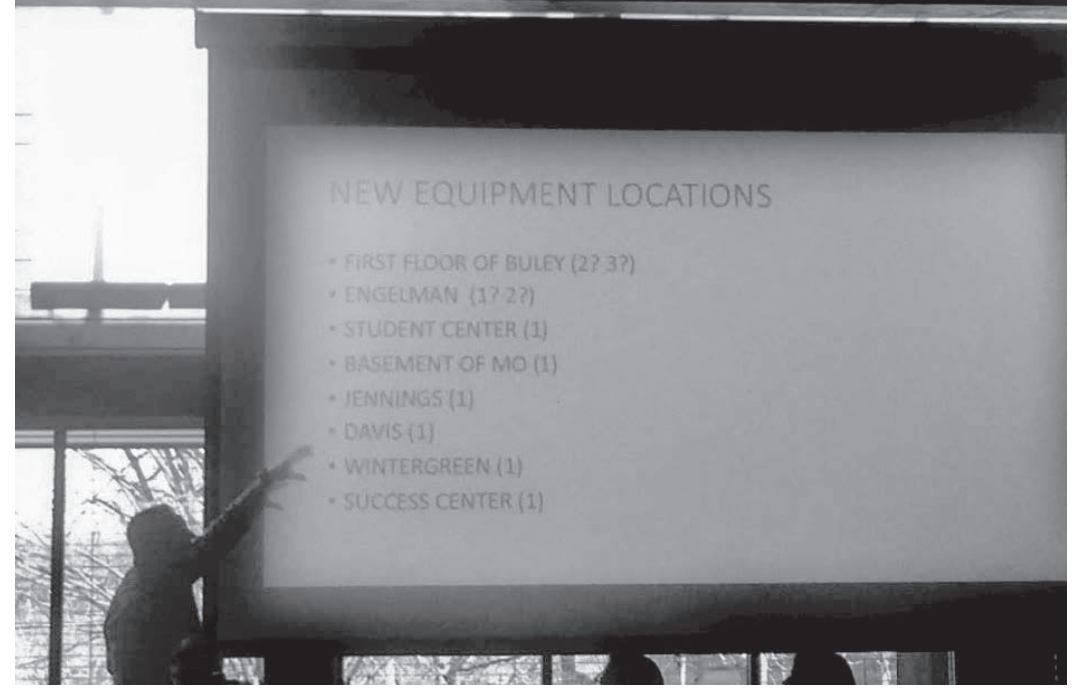 NEW EQUIPMENT LOCATIONS
• FIRST FLOOR OF BULEY (2? 3?)
• ENGELMAN (1? 2?)
• STUDENT CENTER (1)
• BASEMENT OF MO (1)
• JENNINGS (1)
• DAVIS (1)
• WINTERGREEN (1)
• SUCCESS CENTER (1)